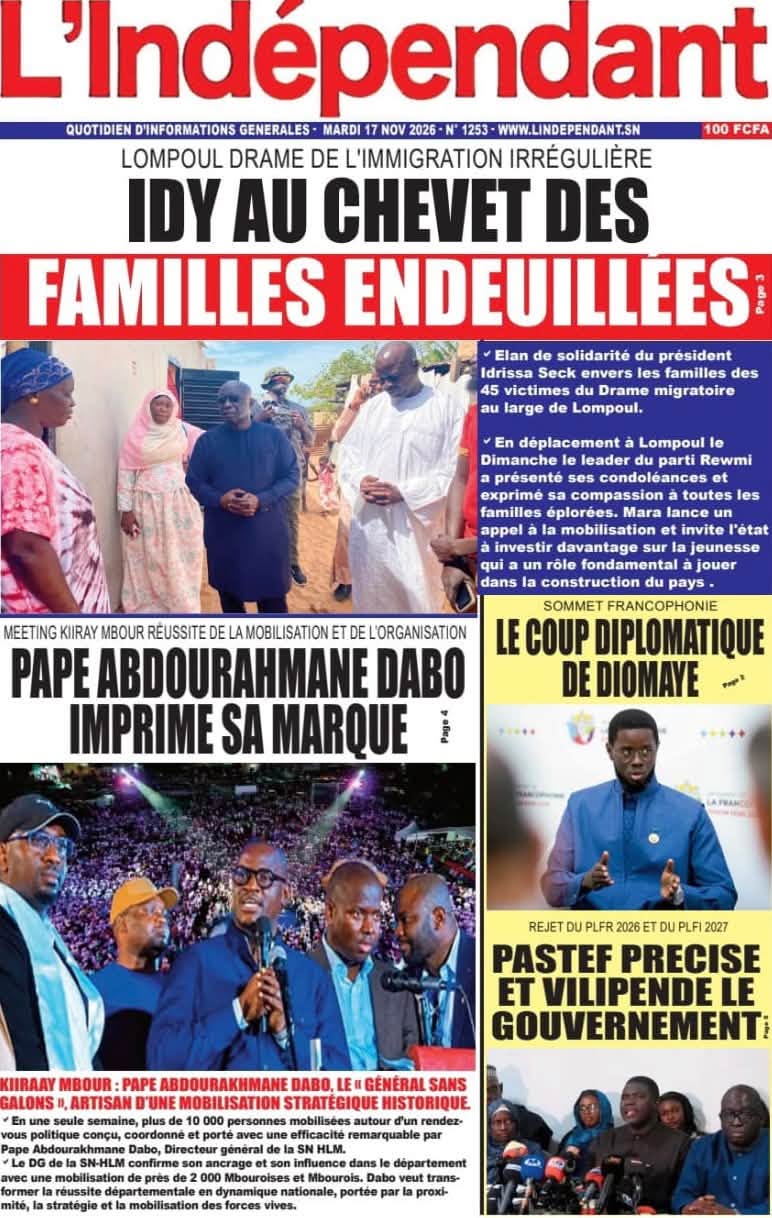 L'Indépendant
QUOTIDIEN D'INFORMATIONS GENERALES - MARDI 17 NOV 2026 - N° 1253 - WWW.LINDEPENDANT.SN
100 FCFA
LOMPOUL DRAME DE L'IMMIGRATION IRRÉGULIÈRE
IDY AU CHEVET DES
FAMILLES ENDEUILLÉES
Page 3
✓ Elan de solidarité du président
Idrissa Seck envers les familles des
45 victimes du Drame migratoire
au large de Lompoul.
✓ En déplacement à Lompoul le
Dimanche le leader du parti Rewmi
a présenté ses condoléances et
exprimé sa compassion à toutes les
familles éplorées. Mara lance un
appel à la mobilisation et invite l'état
à investir davantage sur la jeunesse
qui a un rôle fondamental à jouer
dans la construction du pays .
MEETING KIIRAY MBOUR RÉUSSITE DE LA MOBILISATION ET DE L'ORGANISATION
PAPE ABDOURAHMANE DABO
IMPRIME SA MARQUE
Page 4
KIIRAAY MBOUR : PAPE ABDOURAKHMANE DABO, LE « GÉNÉRAL SANS
GALONS », ARTISAN D'UNE MOBILISATION STRATÉGIQUE HISTORIQUE.
✓ En une seule semaine, plus de 10 000 personnes mobilisées autour d'un rendez-
vous politique conçu, coordonné et porté avec une efficacité remarquable par
Pape Abdourakhmane Dabo, Directeur général de la SN HLM.
✓ Le DG de la SN-HLM confirme son ancrage et son influence dans le département
avec une mobilisation de près de 2 000 Mbouroises et Mbourois. Dabo veut trans-
former la réussite départementale en dynamique nationale, portée par la proxi-
mité, la stratégie et la mobilisation des forces vives.
SOMMET FRANCOPHONIE
LE COUP DIPLOMATIQUE
DE DIOMAYE
Page 2
FRANCOPHONIE
LA FRANC
REJET DU PLFR 2026 ET DU PLFI 2027
PASTEF PRECISE
ET VILIPENDE LE
GOUVERNEMENT